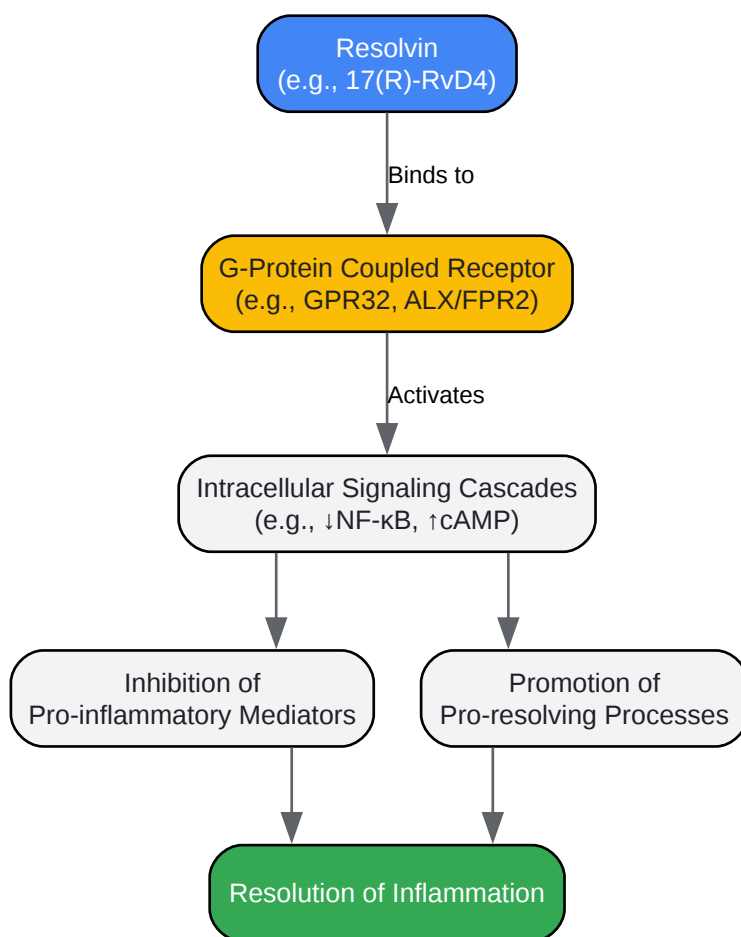 Resolvin
(e.g., 17(R)-RvD4)
Binds to
G-Protein Coupled Receptor
(e.g., GPR32, ALX/FPR2)
Activates
Intracellular Signaling Cascades
(e.g., ↓NF-κB, ↑cAMP)
Inhibition of
Pro-inflammatory Mediators
Promotion of
Pro-resolving Processes
Resolution of Inflammation